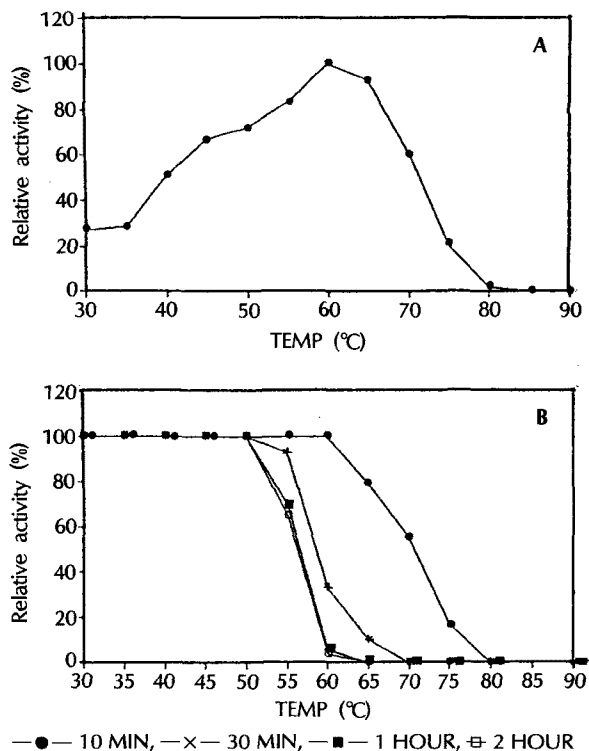 A
Relative activity (%)
120
100
80
60
40
20
0
30 40 50 60 70 80 90
TEMP (°C)
B
Relative activity (%)
120
100
80
60
40
20
0
30 35 40 45 50 55 60 65 70 75 80 85 90
TEMP (°C)
10 MIN, 30 MIN, 1 HOUR, 2 HOUR